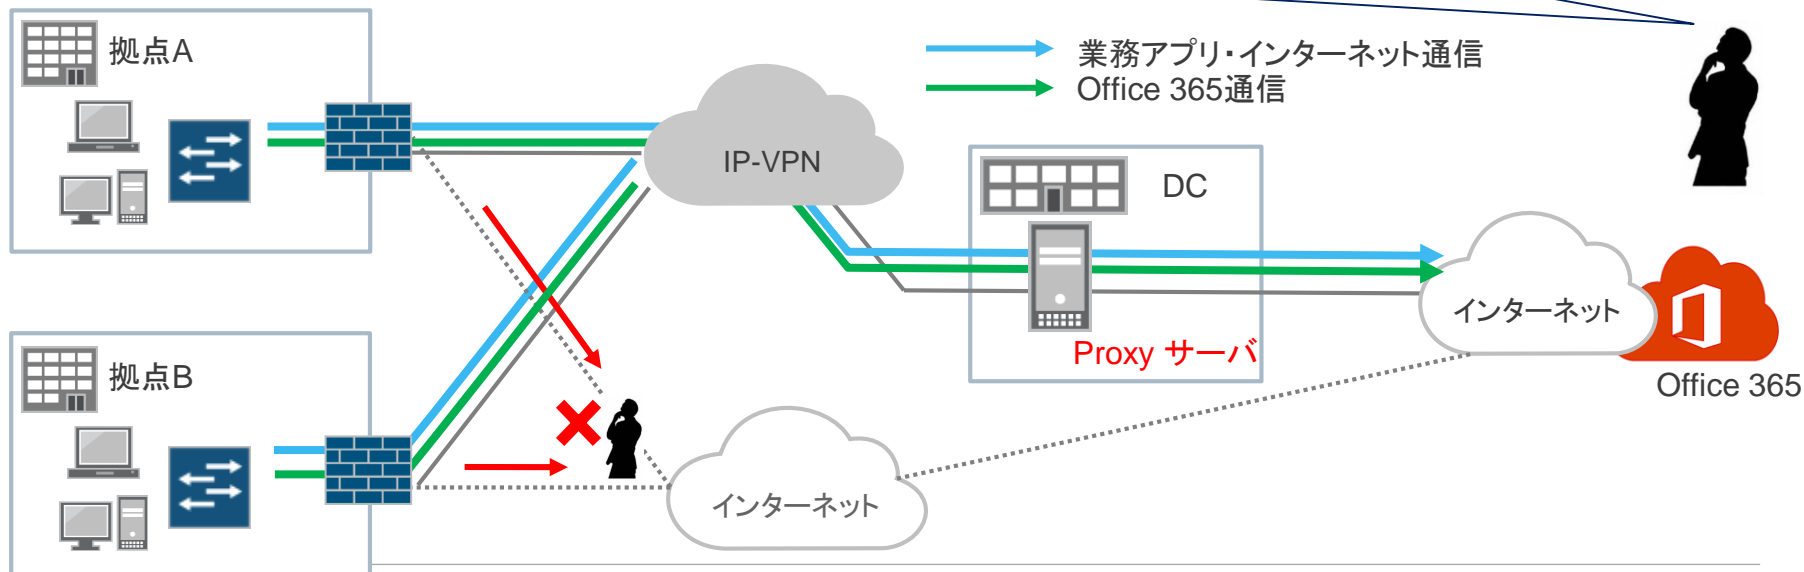 拠点A
業務アプリ・インターネット通信
Office 365通信
IP-VPN
DC
Proxy サーバ
インターネット
Office 365
拠点B
インターネット